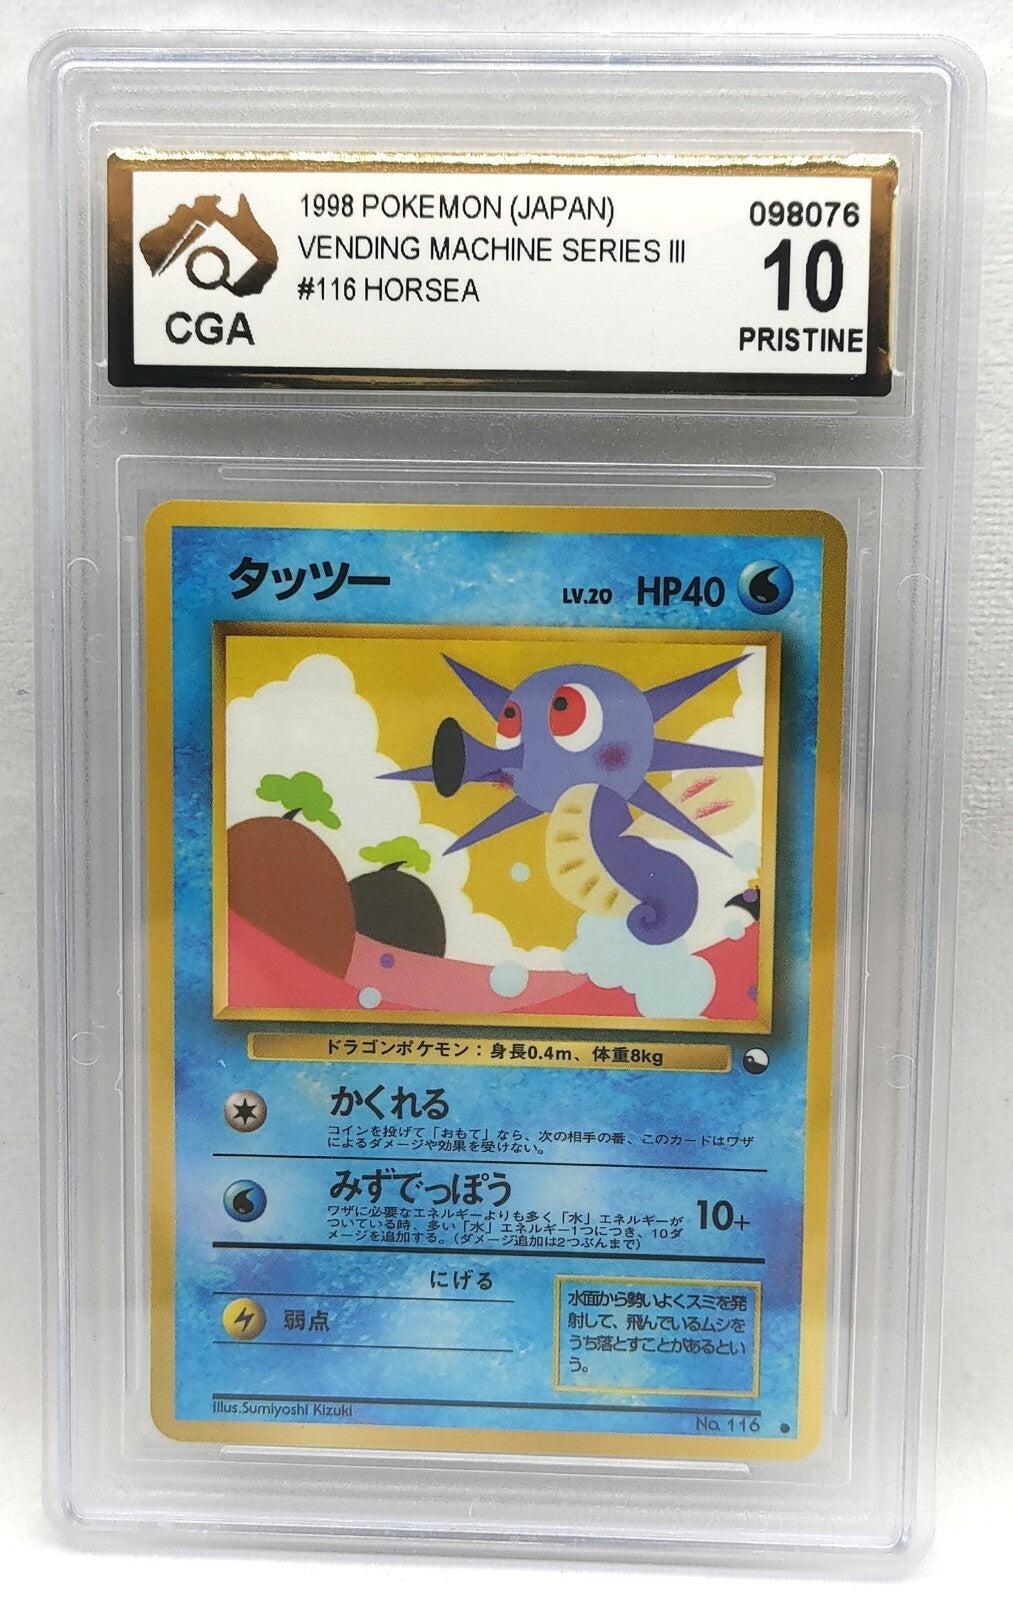 1998 POKEMON (JAPAN)
VENDING MACHINE SERIES III
#116 HORSEA
098076
10
PRISTINE
CGA
タッツー
LV.20 HP40
ドラゴンポケモン：身長0.4m、体重8kg
かくれる
コインを投げて「おもて」なら、次の相手の番、このカードはワザ
によるダメージや効果を受けない。
みずでっぽう
ワザに必要なエネルギーよりも多く「水」エネルギーが
ついている時、多い「水」エネルギー1つにつき、10ダ
メージを追加する。(ダメージ追加は2つぶんまで)
10+
にげる
弱点
水面から勢いよくスミを発
射して、飛んでいるムシを
うち落とすことがあるとい
う。
Illus.Sumiyoshi Kizuki
No. 116